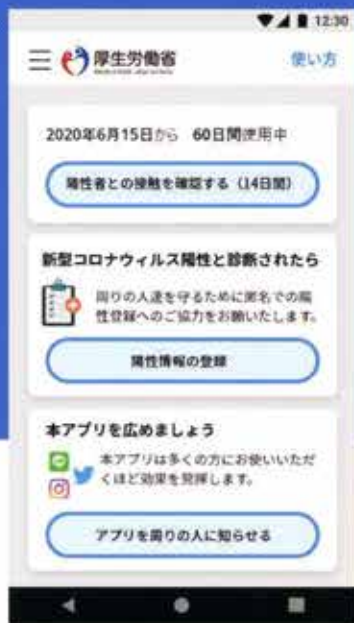 12:30
厚生労働省
使い方
2020年6月15日から 60日間使用中
陽性者との接触を確認する（14日間）
新型コロナウィルス陽性と診断されたら
周りの人達を守るために匿名での陽
性登録へのご協力をお願いいたします。
陽性情報の登録
本アプリを広めましょう
本アプリは多くの方にお使いいただ
くほど効果を発揮します。
アプリを周りの人に知らせる